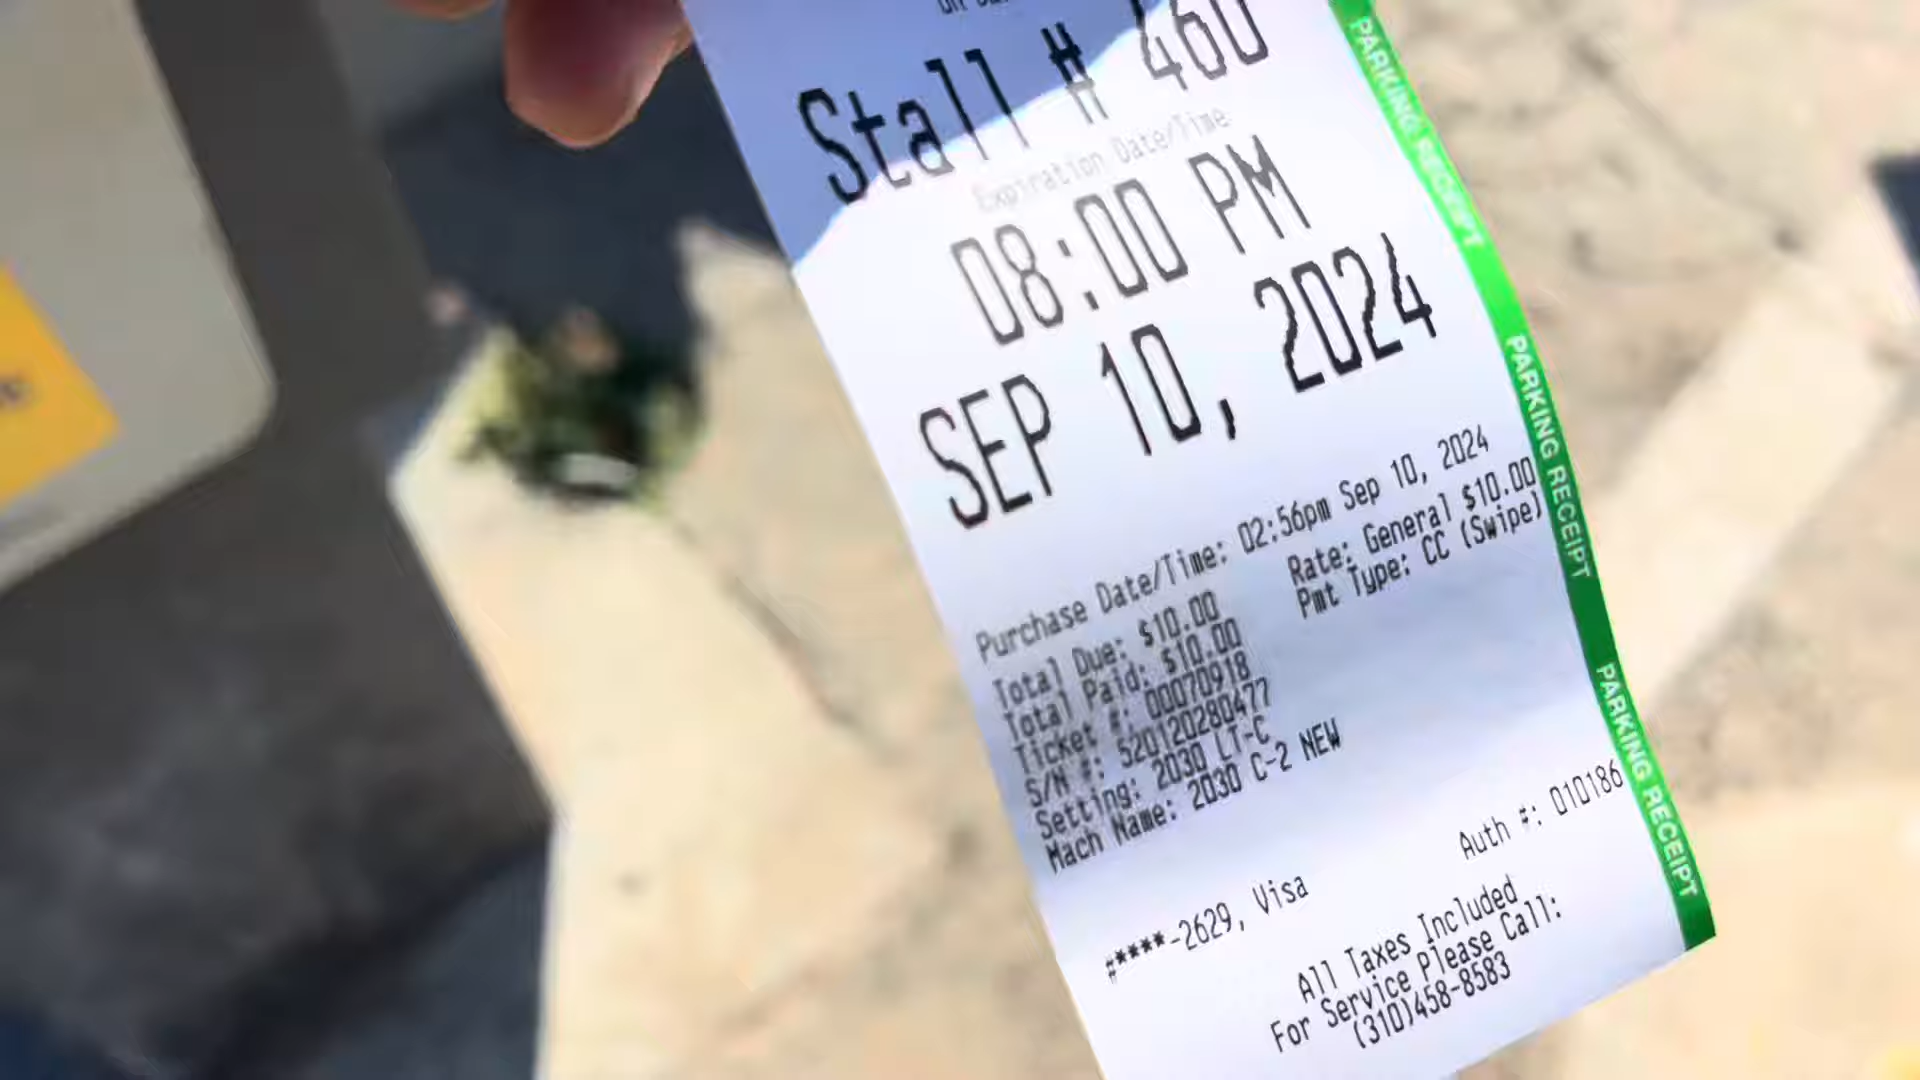 Stall # 460
Expiration Date/Time
08:00 PM
SEP 10, 2024
Purchase Date/Time: 02:56pm Sep 10, 2024
Total Due: $10.00 Rate: General $10.00
Total Paid: $10.00 Pmt Type: CC (Swipe)
Ticket #: 00070918
S/N #: 520120280477
Setting: 2030 LT-C
Mach Name: 2030 C-2 NEW
#****-2629, Visa Auth #: 010186
All Taxes Included
For Service Please Call:
(310)458-8583
PARKING RECEIPT
PARKING RECEIPT
PARKING RECEIPT